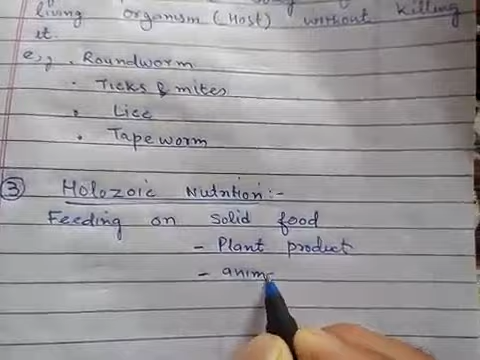 living organism (Host) without killing
it.
e.g. Roundworm
· Ticks & mites
· Lice
· Tapeworm
③ Holozoic Nutrition:-
Feeding on solid food
- Plant product
- anim